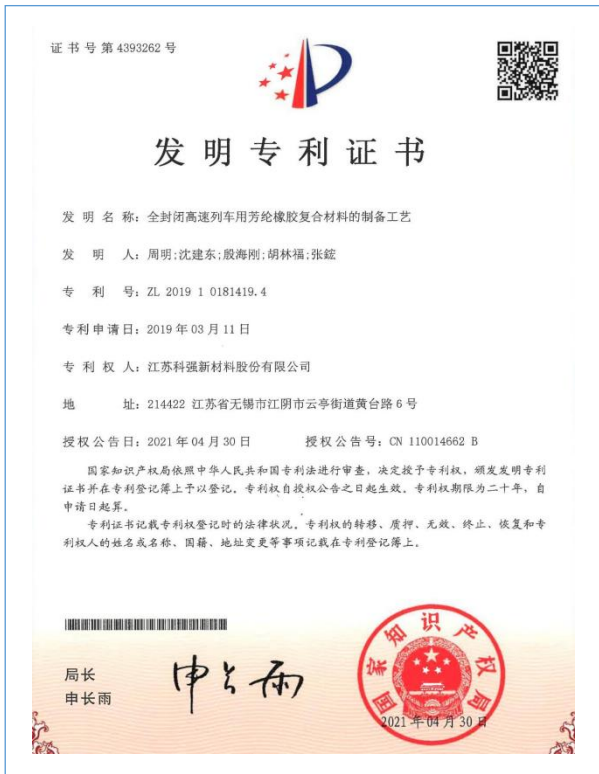 证书号第4393262号
发明专利证书
发明名称：全封闭高速列车用芳纶橡胶复合材料的制备工艺
发明人：周明;沈建东;殷海刚;胡林福;张鋐
专利号：ZL 2019 1 0181419.4
专利申请日：2019年03月11日
专利权人：江苏科强新材料股份有限公司
地址：214422 江苏省无锡市江阴市云亭街道黄台路6号
授权公告日：2021年04月30日 授权公告号：CN 110014662 B
国家知识产权局依照中华人民共和国专利法进行审查，决定授予专利权，颁发发明专利
证书并在专利登记簿上予以登记。专利权自授权公告之日起生效。专利权期限为二十年，自
申请日起算。
专利证书记载专利权登记时的法律状况。专利权的转移、质押、无效、终止、恢复和专
利权人的姓名或名称、国籍、地址变更等事项记载在专利登记簿上。
局长
申长雨
申长雨
国家知识产权局
2021年04月30日